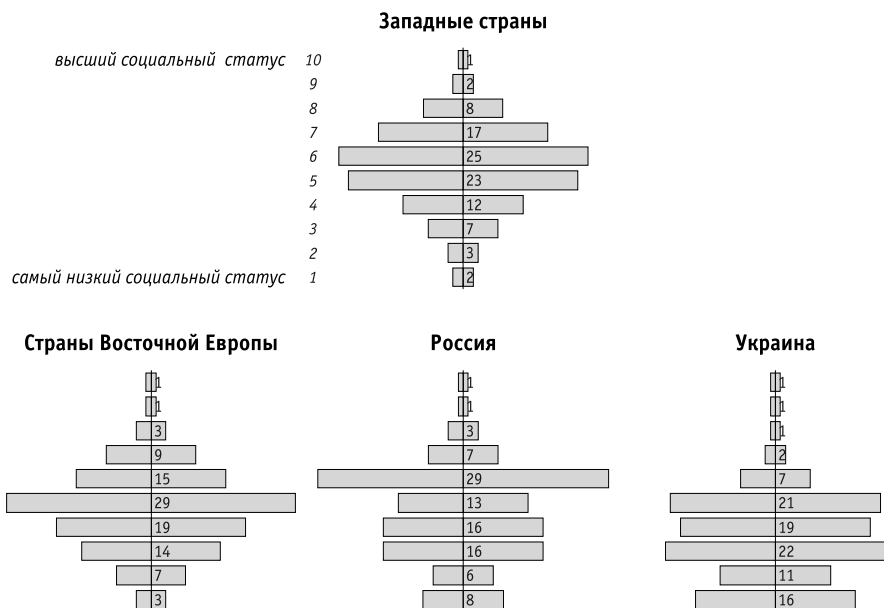 Западные страны
высший социальный статус 10 1
9 2
8 8
7 17
6 25
5 23
4 12
3 7
2 3
самый низкий социальный статус 1 2
Страны Восточной Европы Россия Украина
1 1 1
1 1 1
3 3 1
9 7 2
15 29 7
29 13 21
19 16 19
14 16 22
7 6 11
3 8 16